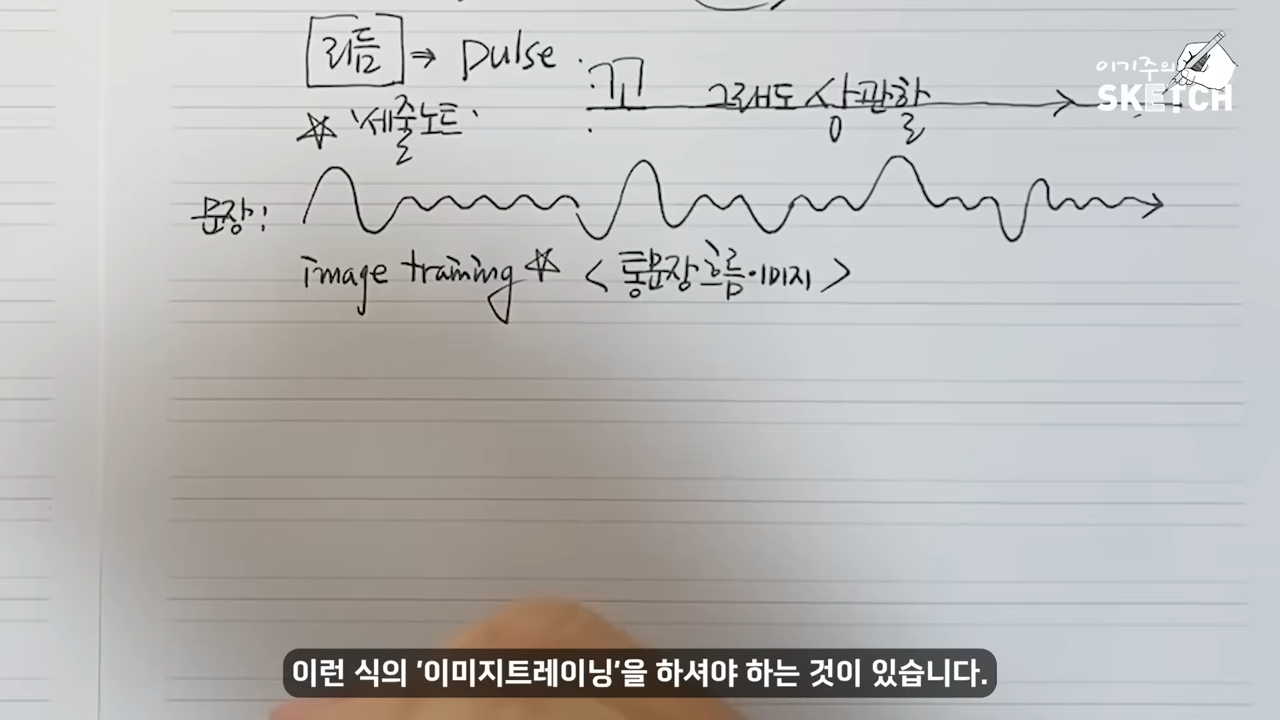 이기주의
SKETCH
리듬 ⇒ pulse
꼬 그래도 상관할
☆ '세줄노트'
문장:
image training ☆ <통문장흐름이미지>
이런 식의 '이미지트레이닝'을 하셔야 하는 것이 있습니다.